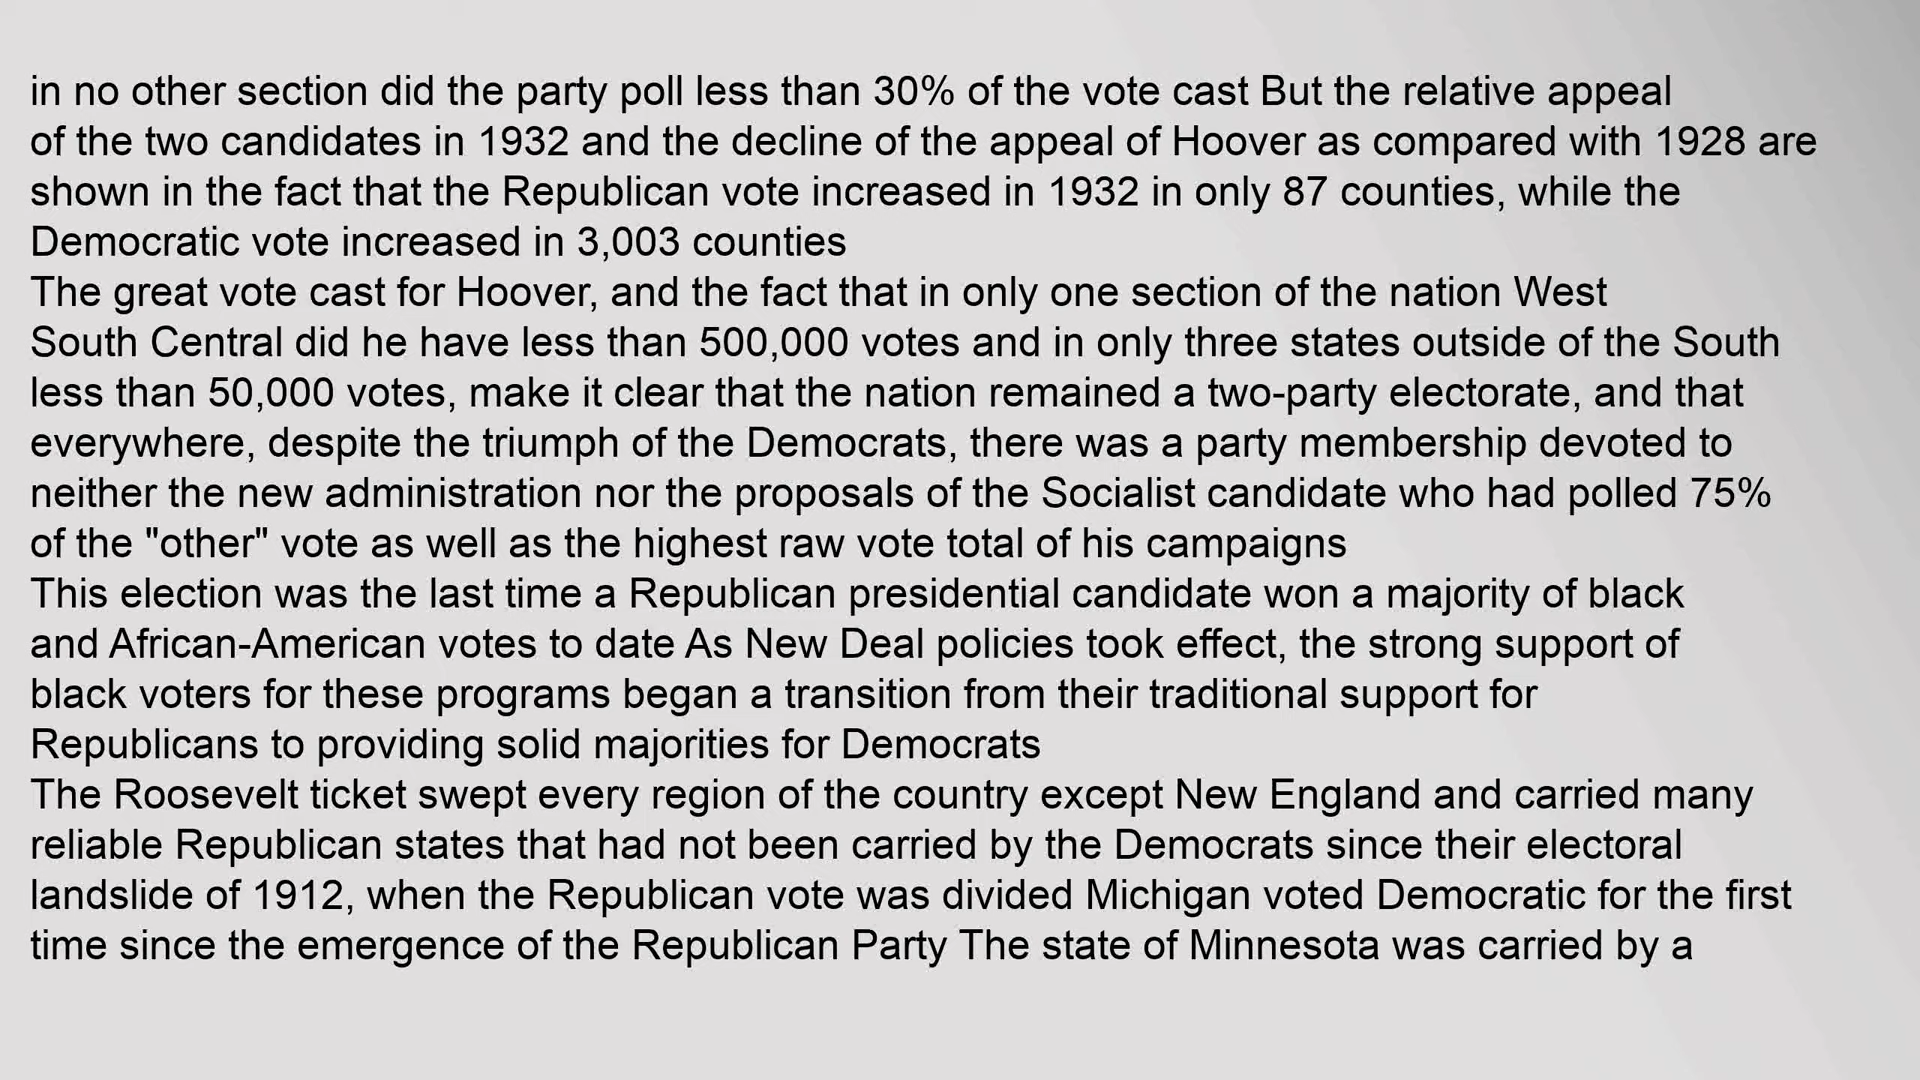 in no other section did the party poll less than 30% of the vote cast But the relative appeal
of the two candidates in 1932 and the decline of the appeal of Hoover as compared with 1928 are
shown in the fact that the Republican vote increased in 1932 in only 87 counties, while the
Democratic vote increased in 3,003 counties
The great vote cast for Hoover, and the fact that in only one section of the nation West
South Central did he have less than 500,000 votes and in only three states outside of the South
less than 50,000 votes, make it clear that the nation remained a two-party electorate, and that
everywhere, despite the triumph of the Democrats, there was a party membership devoted to
neither the new administration nor the proposals of the Socialist candidate who had polled 75%
of the "other" vote as well as the highest raw vote total of his campaigns
This election was the last time a Republican presidential candidate won a majority of black
and African-American votes to date As New Deal policies took effect, the strong support of
black voters for these programs began a transition from their traditional support for
Republicans to providing solid majorities for Democrats
The Roosevelt ticket swept every region of the country except New England and carried many
reliable Republican states that had not been carried by the Democrats since their electoral
landslide of 1912, when the Republican vote was divided Michigan voted Democratic for the first
time since the emergence of the Republican Party The state of Minnesota was carried by a